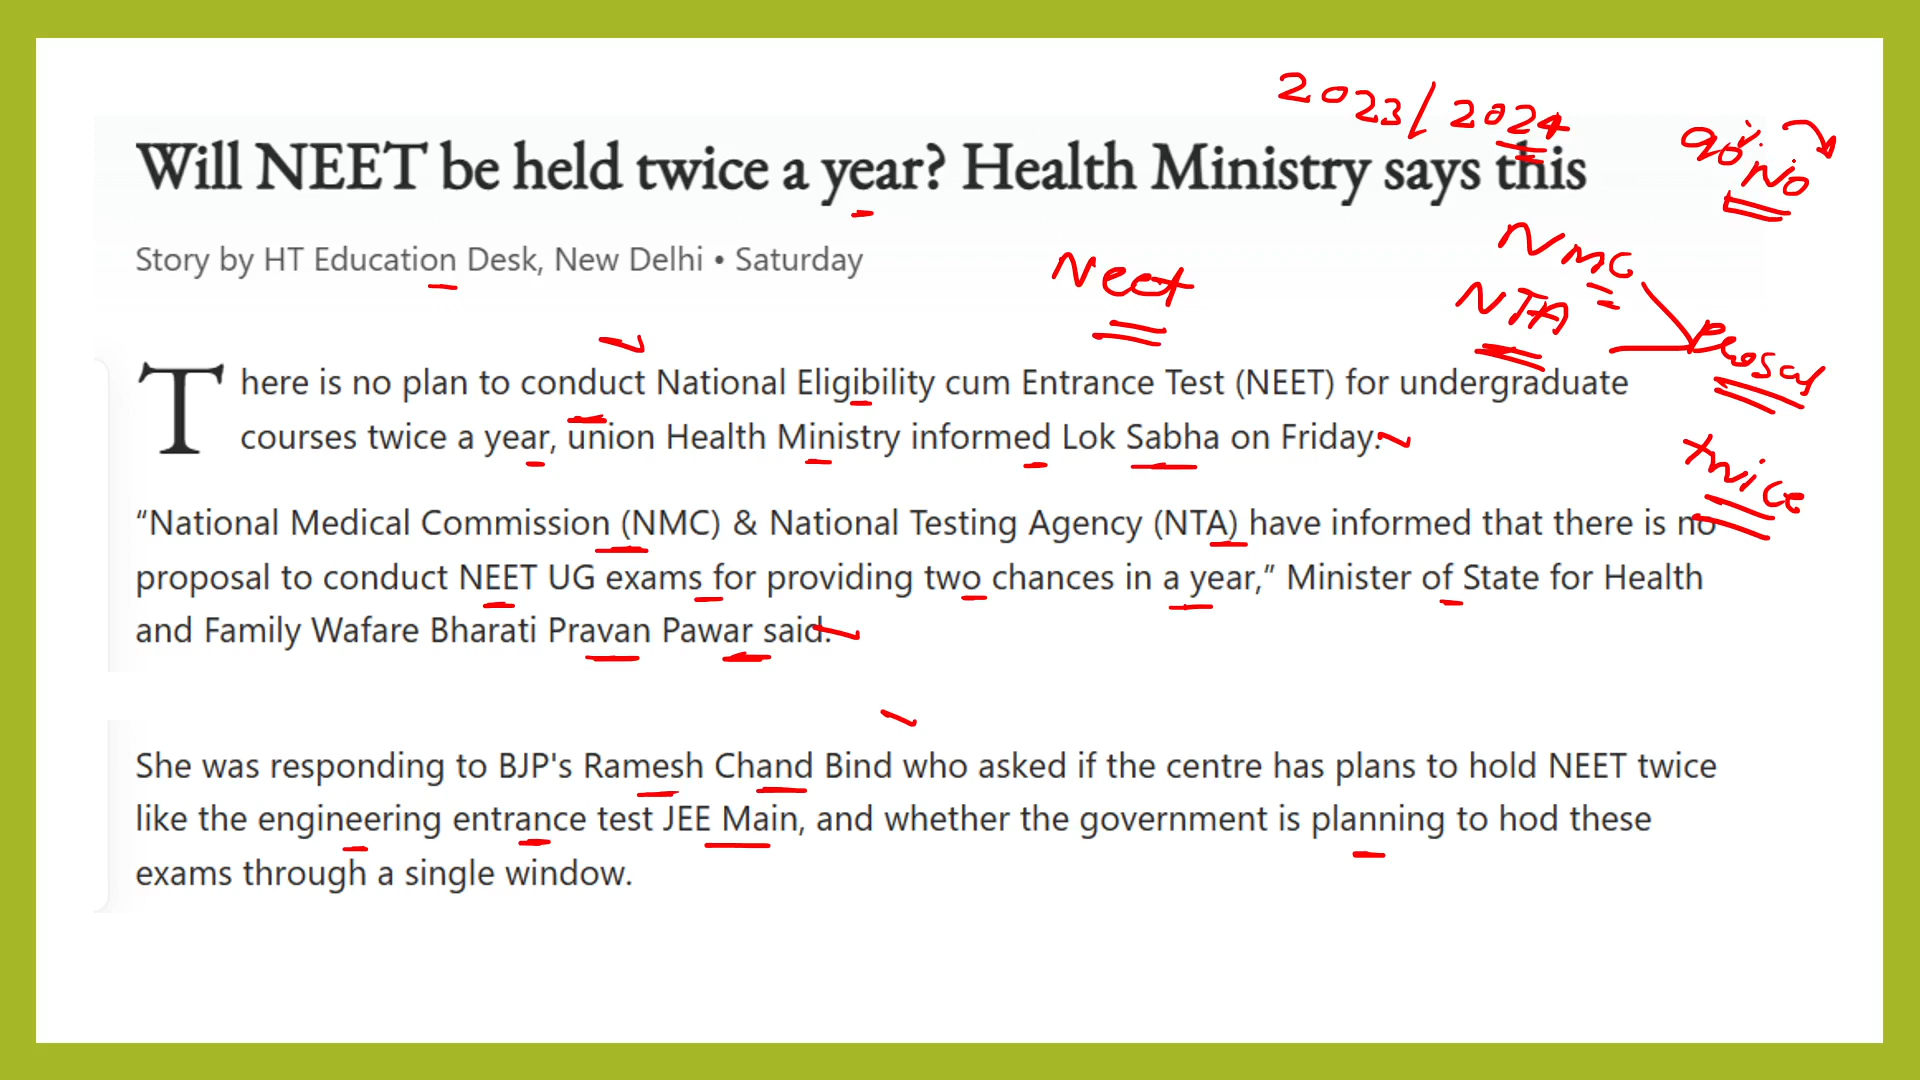 2023/2024
Will NEET be held twice a year? Health Ministry says this
No
Story by HT Education Desk, New Delhi • Saturday
Neet
NMC
NTA
There is no plan to conduct National Eligibility cum Entrance Test (NEET) for undergraduate
courses twice a year, union Health Ministry informed Lok Sabha on Friday.
twice
“National Medical Commission (NMC) & National Testing Agency (NTA) have informed that there is no
proposal to conduct NEET UG exams for providing two chances in a year,” Minister of State for Health
and Family Wafare Bharati Pravan Pawar said.
She was responding to BJP's Ramesh Chand Bind who asked if the centre has plans to hold NEET twice
like the engineering entrance test JEE Main, and whether the government is planning to hod these
exams through a single window.